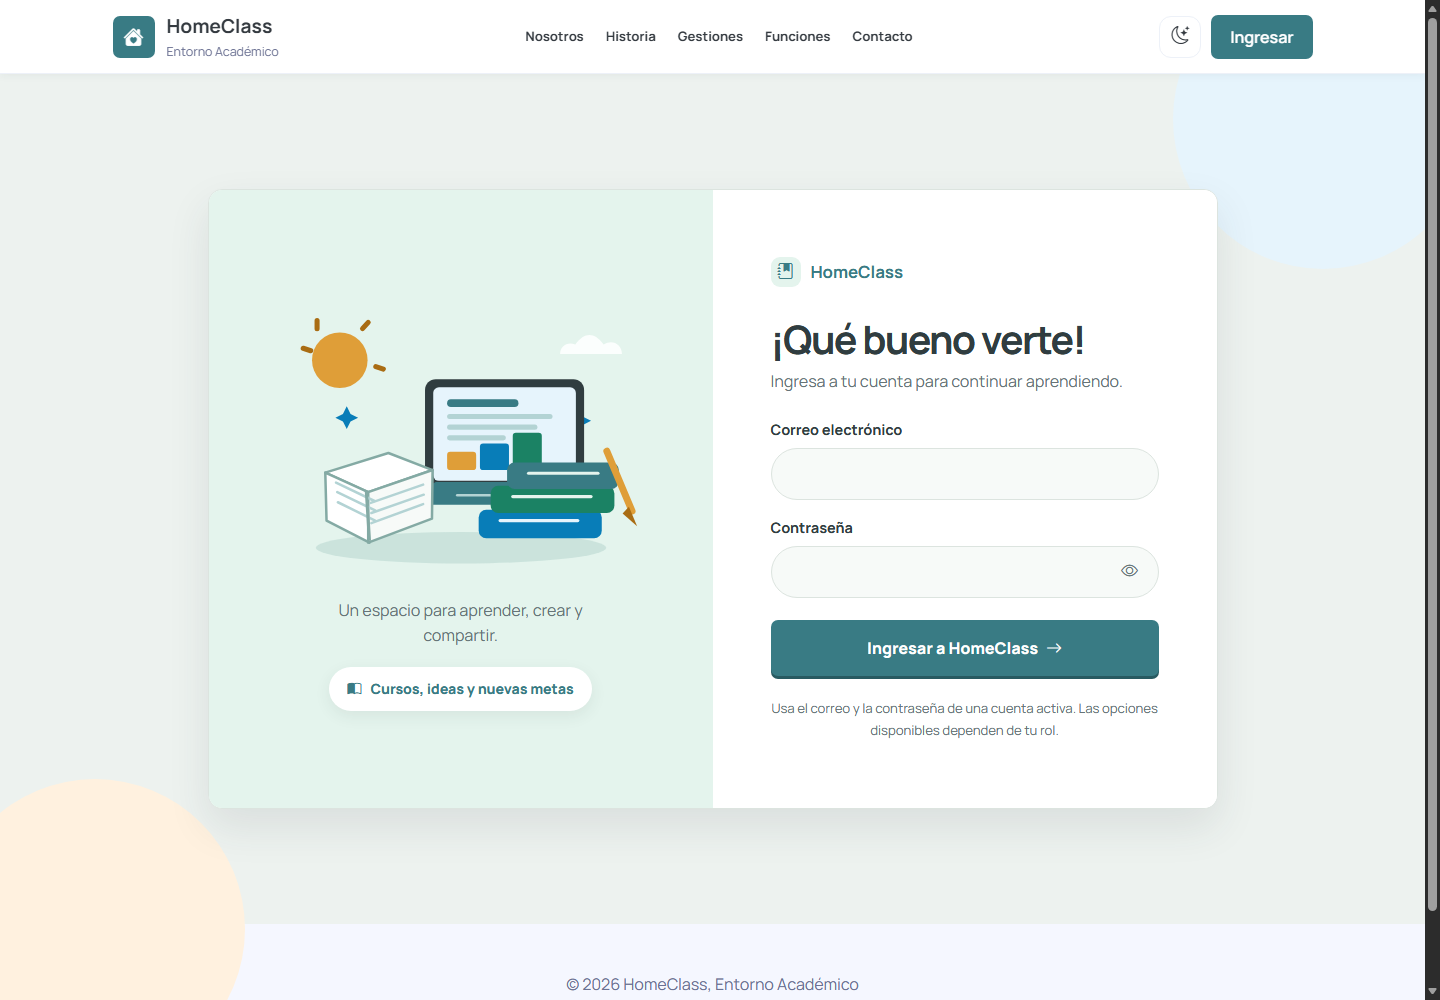 HomeClass
Entorno Académico
Nosotros
Historia
Gestiones
Funciones
Contacto
Ingresar
HomeClass
¡Qué bueno verte!
Ingresa a tu cuenta para continuar aprendiendo.
Correo electrónico
Contraseña
Ingresar a HomeClass →
Usa el correo y la contraseña de una cuenta activa. Las opciones
disponibles dependen de tu rol.
Un espacio para aprender, crear y
compartir.
Cursos, ideas y nuevas metas
© 2026 HomeClass, Entorno Académico